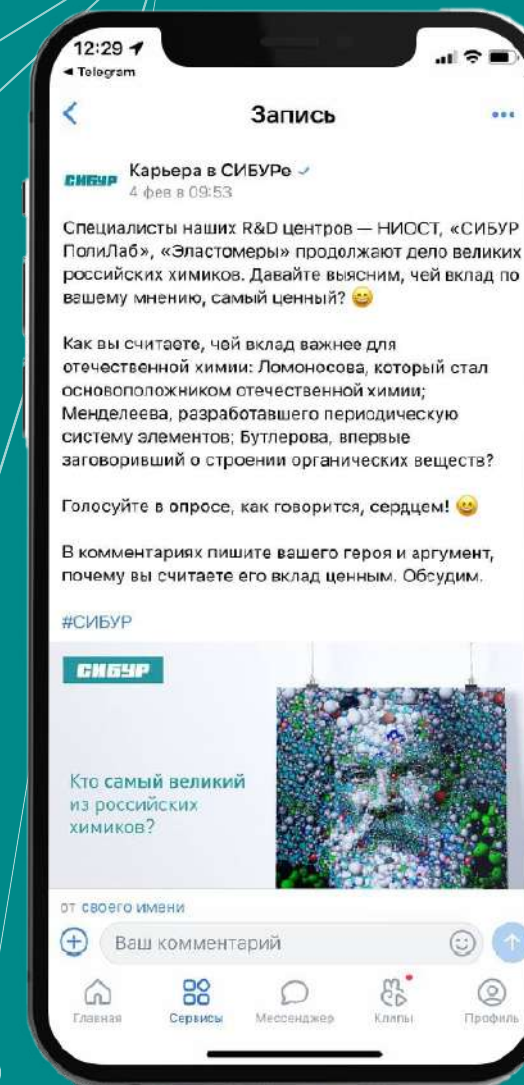 12:29
Telegram
Запись
СИБУР
Карьера в СИБУРе
4 фев в 09:53
Специалисты наших R&D центров — НИОСТ, «СИБУР
ПолиЛаб», «Эластомеры» продолжают дело великих
российских химиков. Давайте выясним, чей вклад по
вашему мнению, самый ценный? 😄
Как вы считаете, чей вклад важнее для
отечественной химии: Ломоносова, который стал
основоположником отечественной химии;
Менделеева, разработавшего периодическую
систему элементов; Бутлерова, впервые
заговоривший о строении органических веществ?
Голосуйте в опросе, как говорится, сердцем! 😀
В комментариях пишите вашего героя и аргумент,
почему вы считаете его вклад ценным. Обсудим.
#СИБУР
СИБУР
Кто самый великий
из российских
химиков?
от своего имени
Ваш комментарий
Главная Сервисы Мессенджер Клипы Профиль